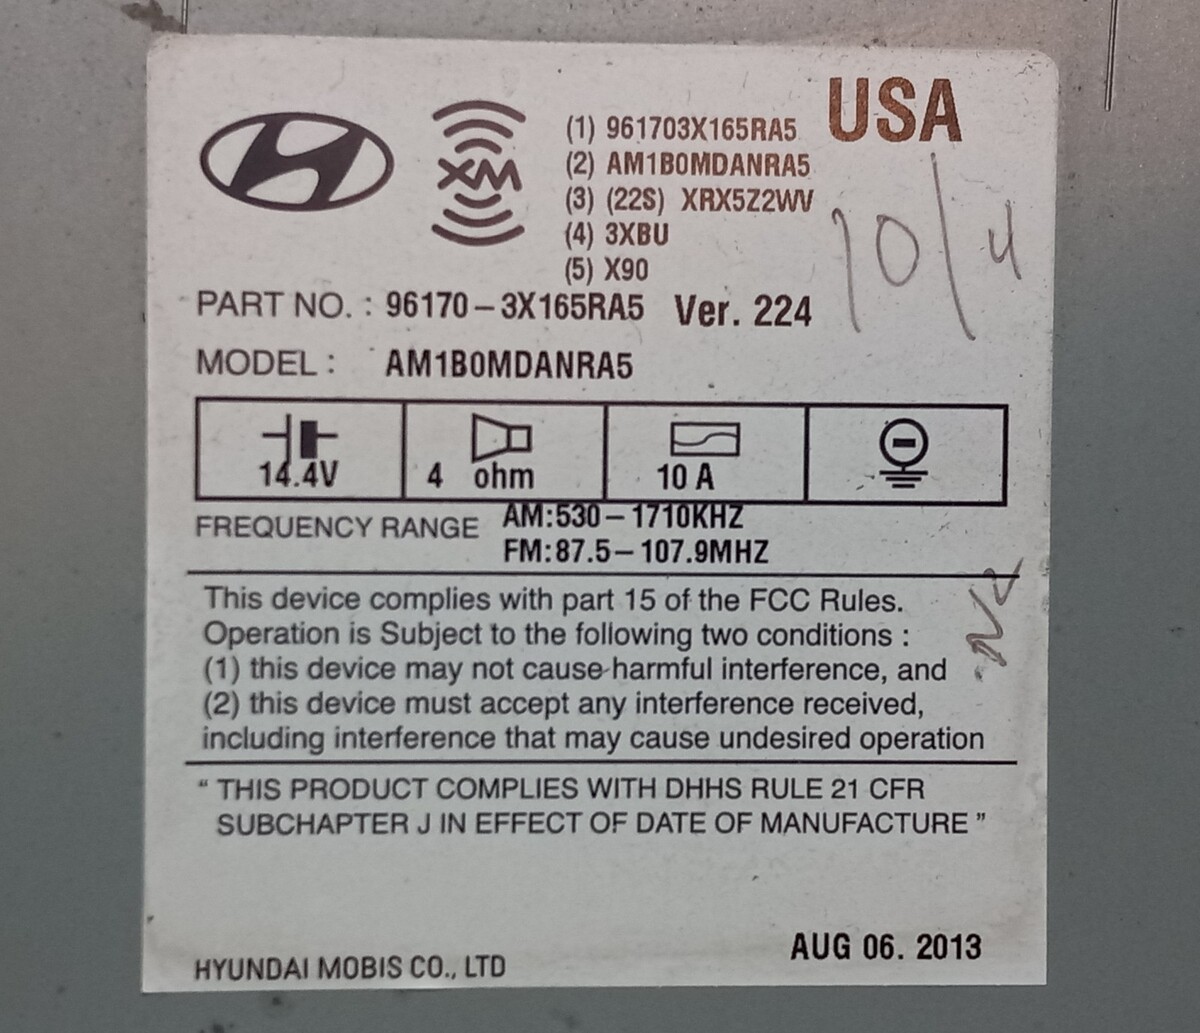 USA
XM
(1) 961703X165RA5
(2) AM1B0MDANRA5
(3) (22S) XRX5Z2WV
(4) 3XBU
(5) X90
10/4
PART NO. : 96170-3X165RA5 Ver. 224
MODEL : AM1B0MDANRA5
14.4V 4 ohm 10 A
FREQUENCY RANGE AM:530-1710KHZ
FM:87.5-107.9MHZ
This device complies with part 15 of the FCC Rules.
Operation is Subject to the following two conditions :
(1) this device may not cause harmful interference, and
(2) this device must accept any interference received,
including interference that may cause undesired operation
“ THIS PRODUCT COMPLIES WITH DHHS RULE 21 CFR
SUBCHAPTER J IN EFFECT OF DATE OF MANUFACTURE ”
AUG 06. 2013
HYUNDAI MOBIS CO., LTD